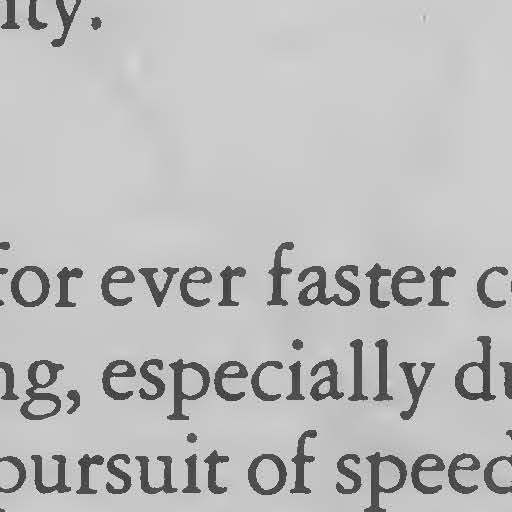 ity.
for ever faster c
ng, especially du
pursuit of speed